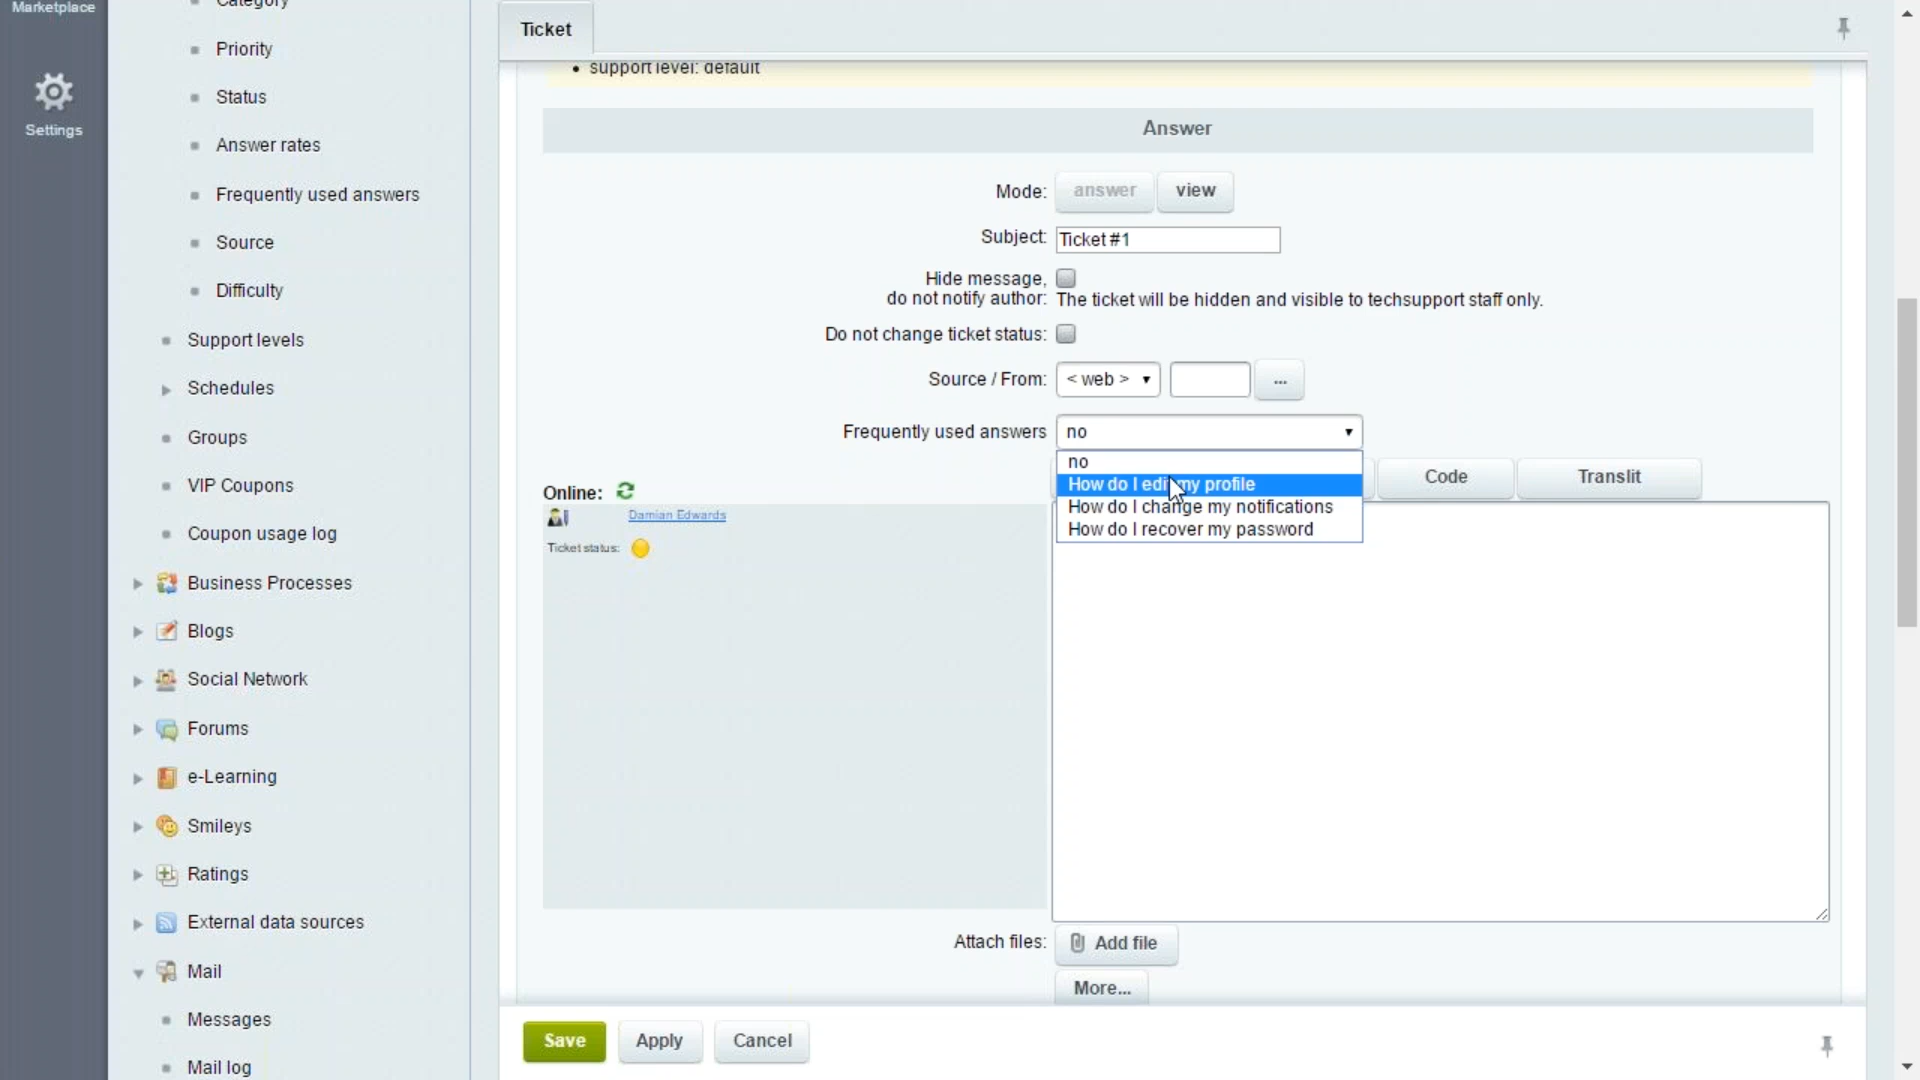 Marketplace
Settings
Category
Priority
Status
Answer rates
Frequently used answers
Source
Difficulty
Support levels
Schedules
Groups
VIP Coupons
Coupon usage log
Business Processes
Blogs
Social Network
Forums
e-Learning
Smileys
Ratings
External data sources
Mail
Messages
Mail log
Ticket
• support level: default
Answer
Mode: answer view
Subject: Ticket #1
Hide message,
do not notify author: The ticket will be hidden and visible to techsupport staff only.
Do not change ticket status:
Source / From: < web > ...
Frequently used answers no
no
How do I edit my profile
How do I change my notifications
How do I recover my password
Code Translit
Online:
Damian Edwards
Ticket status:
Attach files: Add file
More...
Save Apply Cancel